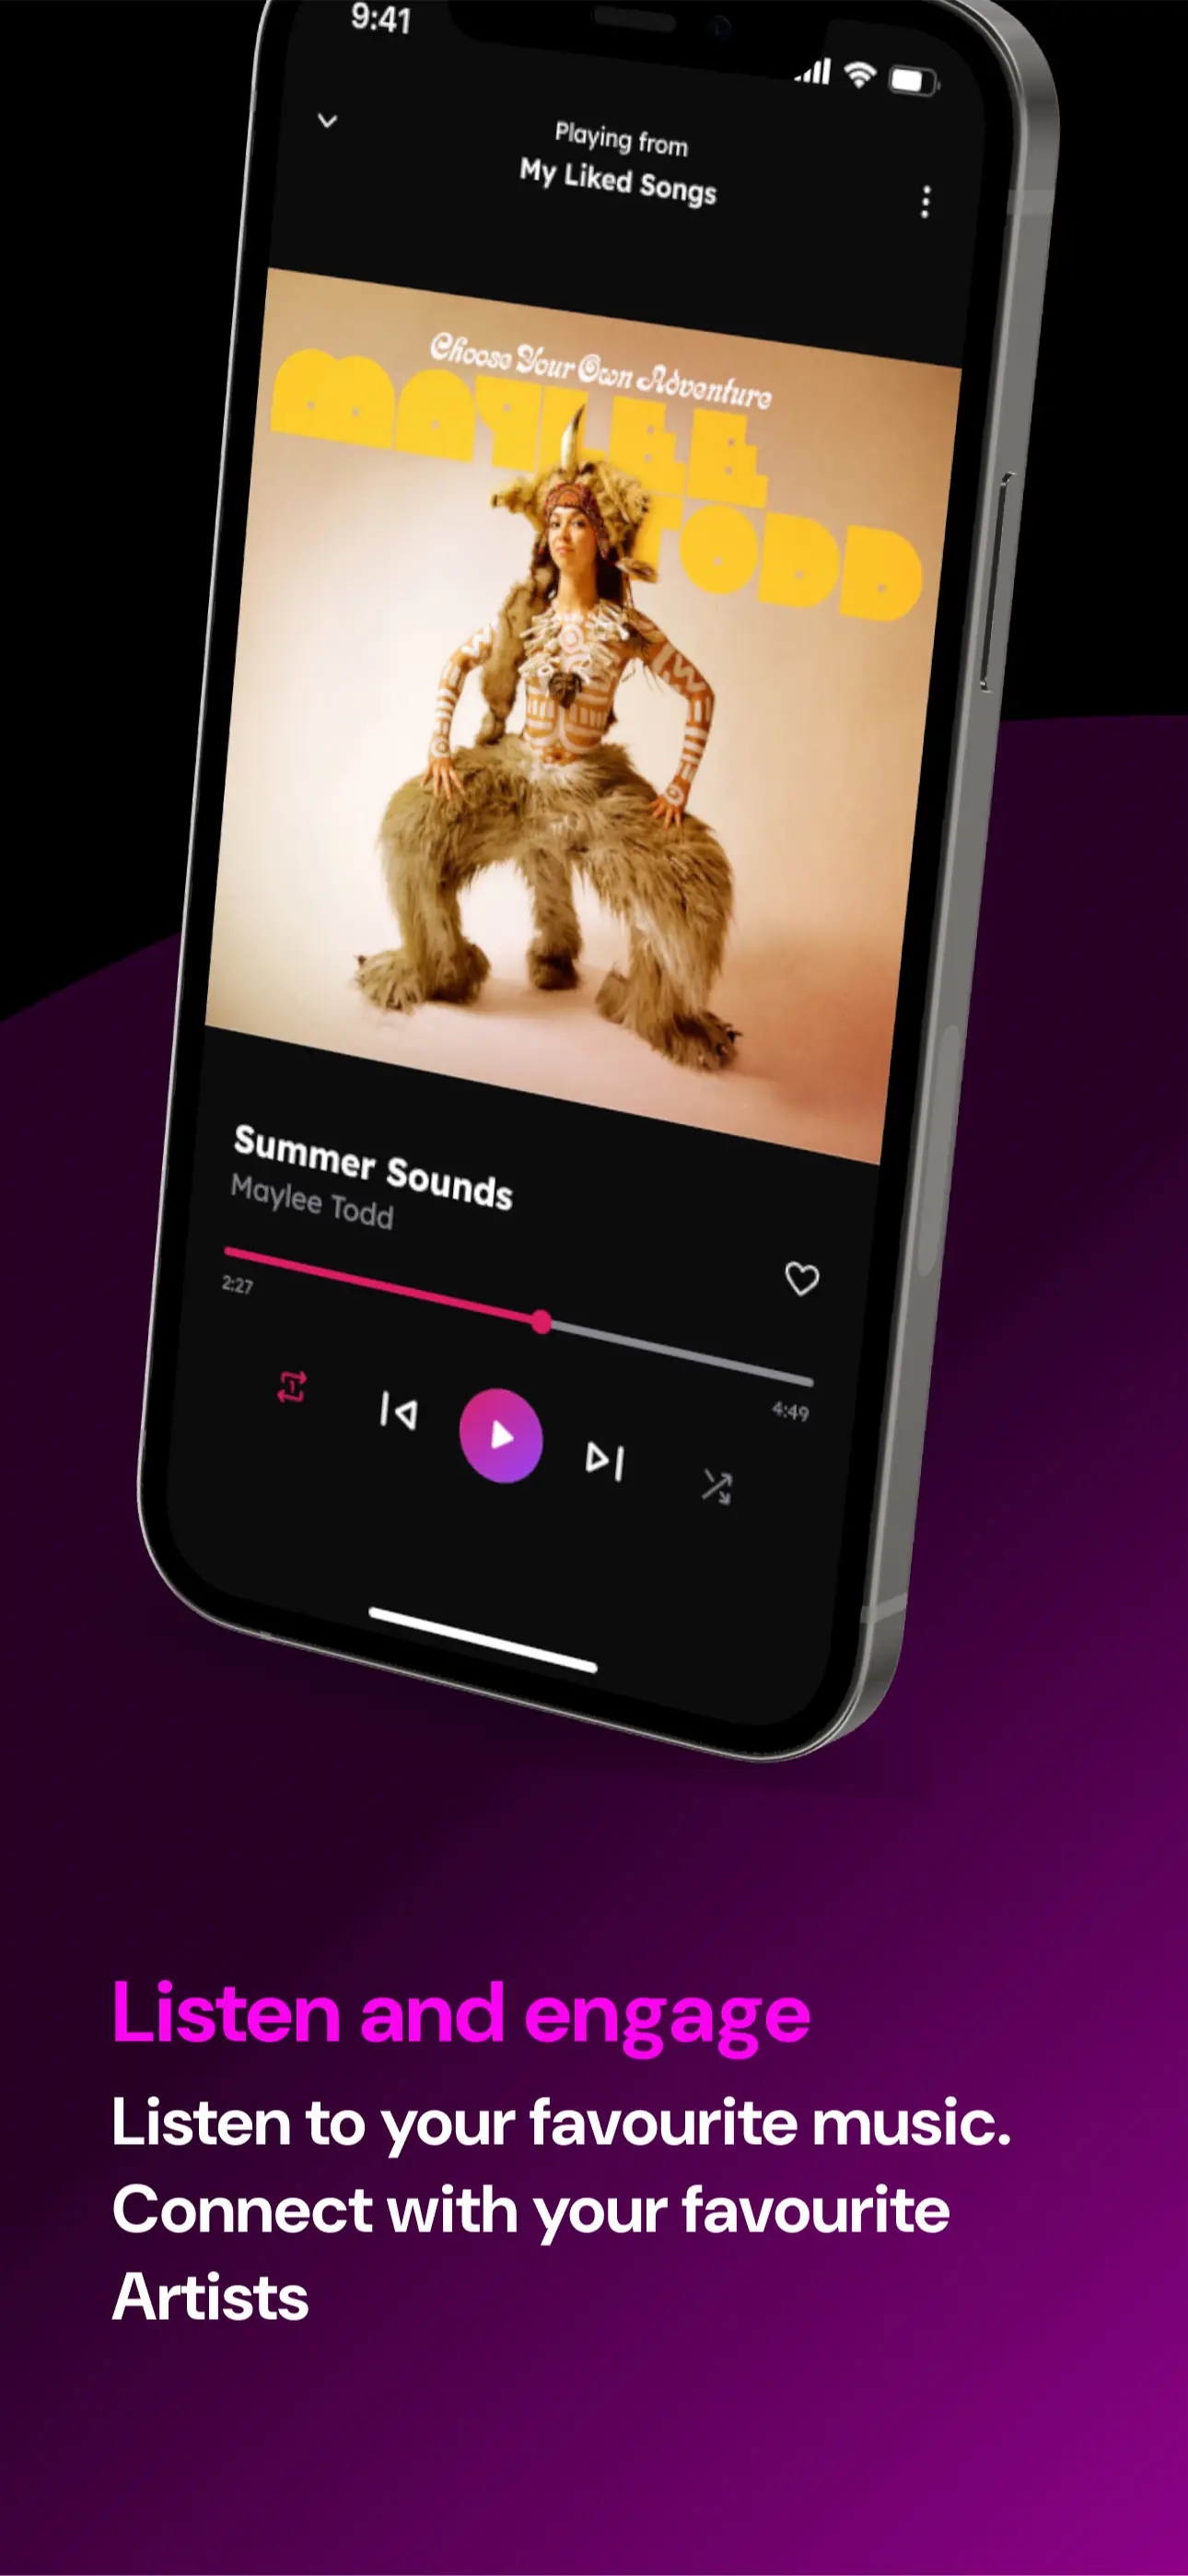 9:41
Playing from
My Liked Songs
Choose Your Own Adventure
MAYLEE
TODD
Summer Sounds
Maylee Todd
2:27
4:49
1
Listen and engage
Listen to your favourite music.
Connect with your favourite
Artists